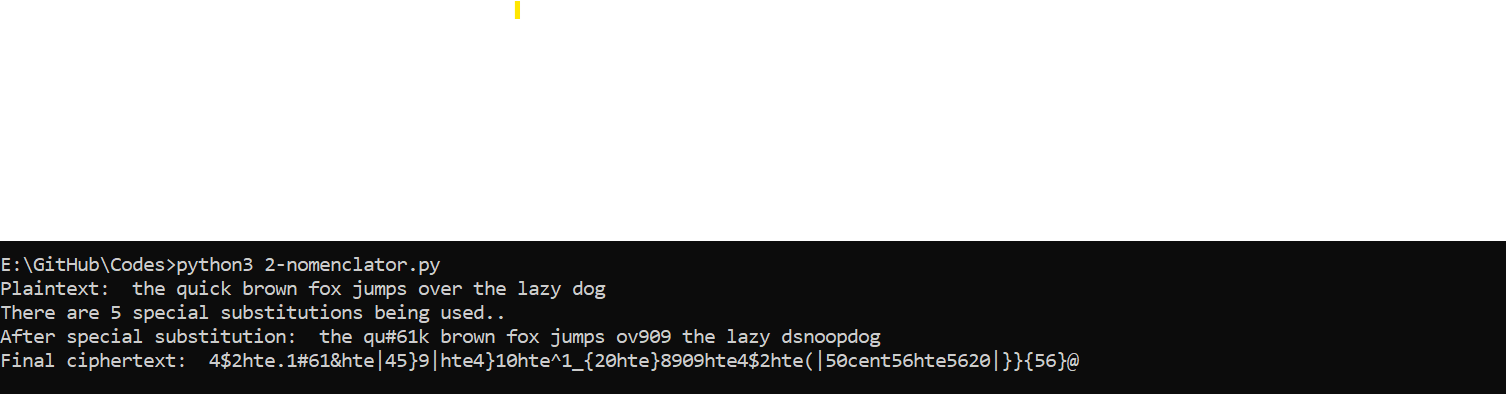 E:\GitHub\Codes>python3 2-nomenclator.py
Plaintext:  the quick brown fox jumps over the lazy dog
There are 5 special substitutions being used..
After special substitution:  the qu#61k brown fox jumps ov909 the lazy dsnoopdog
Final ciphertext:  4$2hte.1#61&hte|45}9|hte4}10hte^1_{20hte}8909hte4$2hte(|50cent56hte5620|}}{56}@